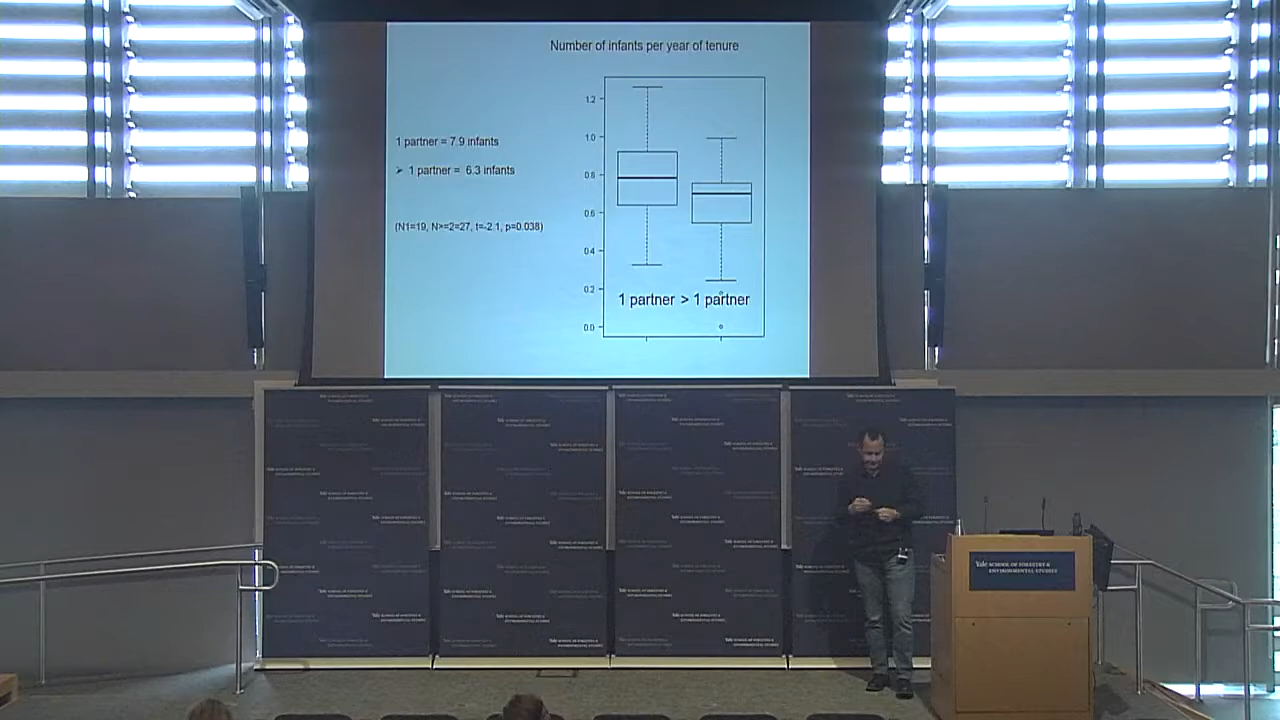 Number of infants per year of tenure
1 partner = 7.9 infants
➢ 1 partner = 6.3 infants
(N1=19, N>=2=27, t=-2.1, p=0.038)
1.2
1.0
0.8
0.6
0.4
0.2
0.0
1 partner > 1 partner
Yale SCHOOL OF FORESTRY &
ENVIRONMENTAL STUDIES